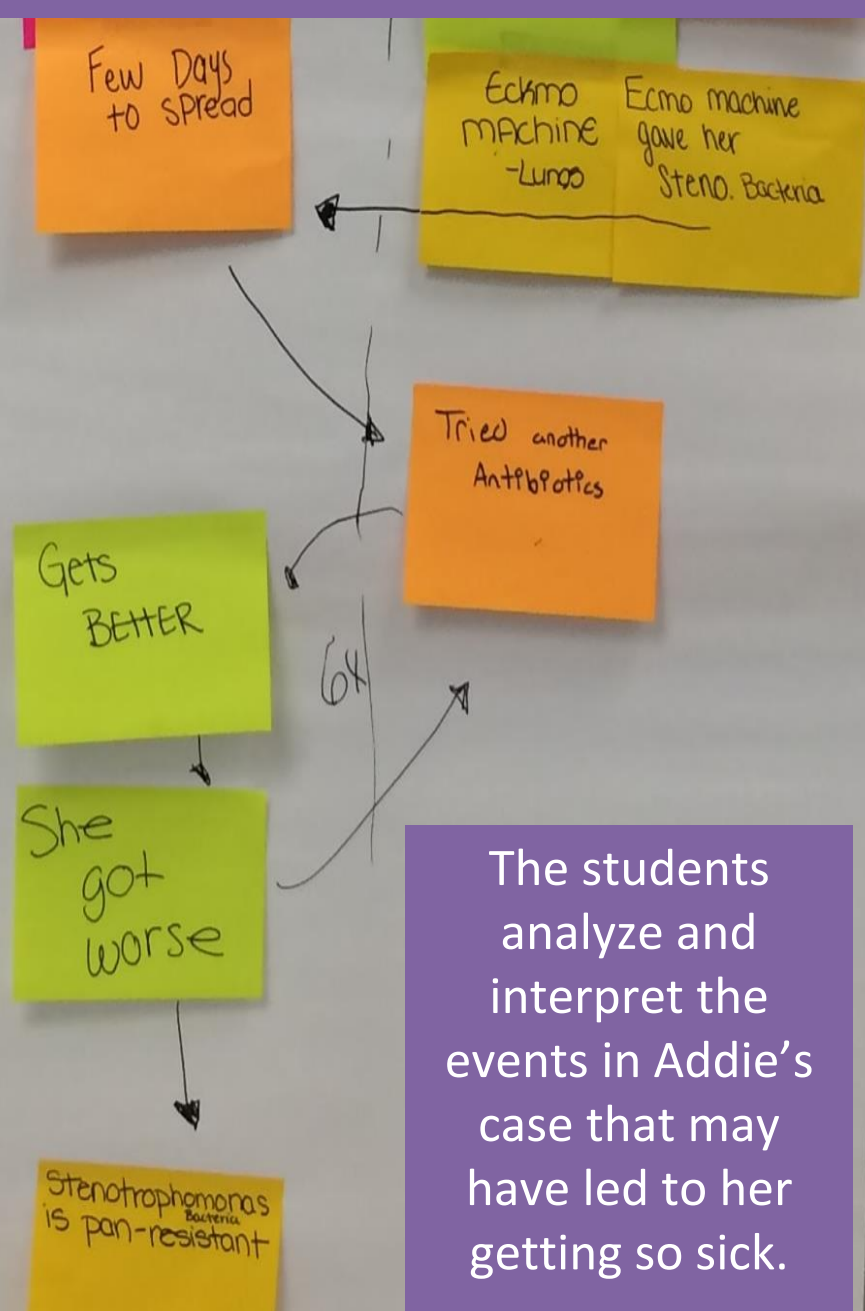 Few Days
to spread
Eckmo
machine
-Lungs
Ecmo machine
gave her
Steno. Bacteria
Tried another
Antibiotics
Gets
BETTER
6x
She
got
worse
Stenotrophomonas
Bacteria
is pan-resistant
The students
analyze and
interpret the
events in Addie’s
case that may
have led to her
getting so sick.